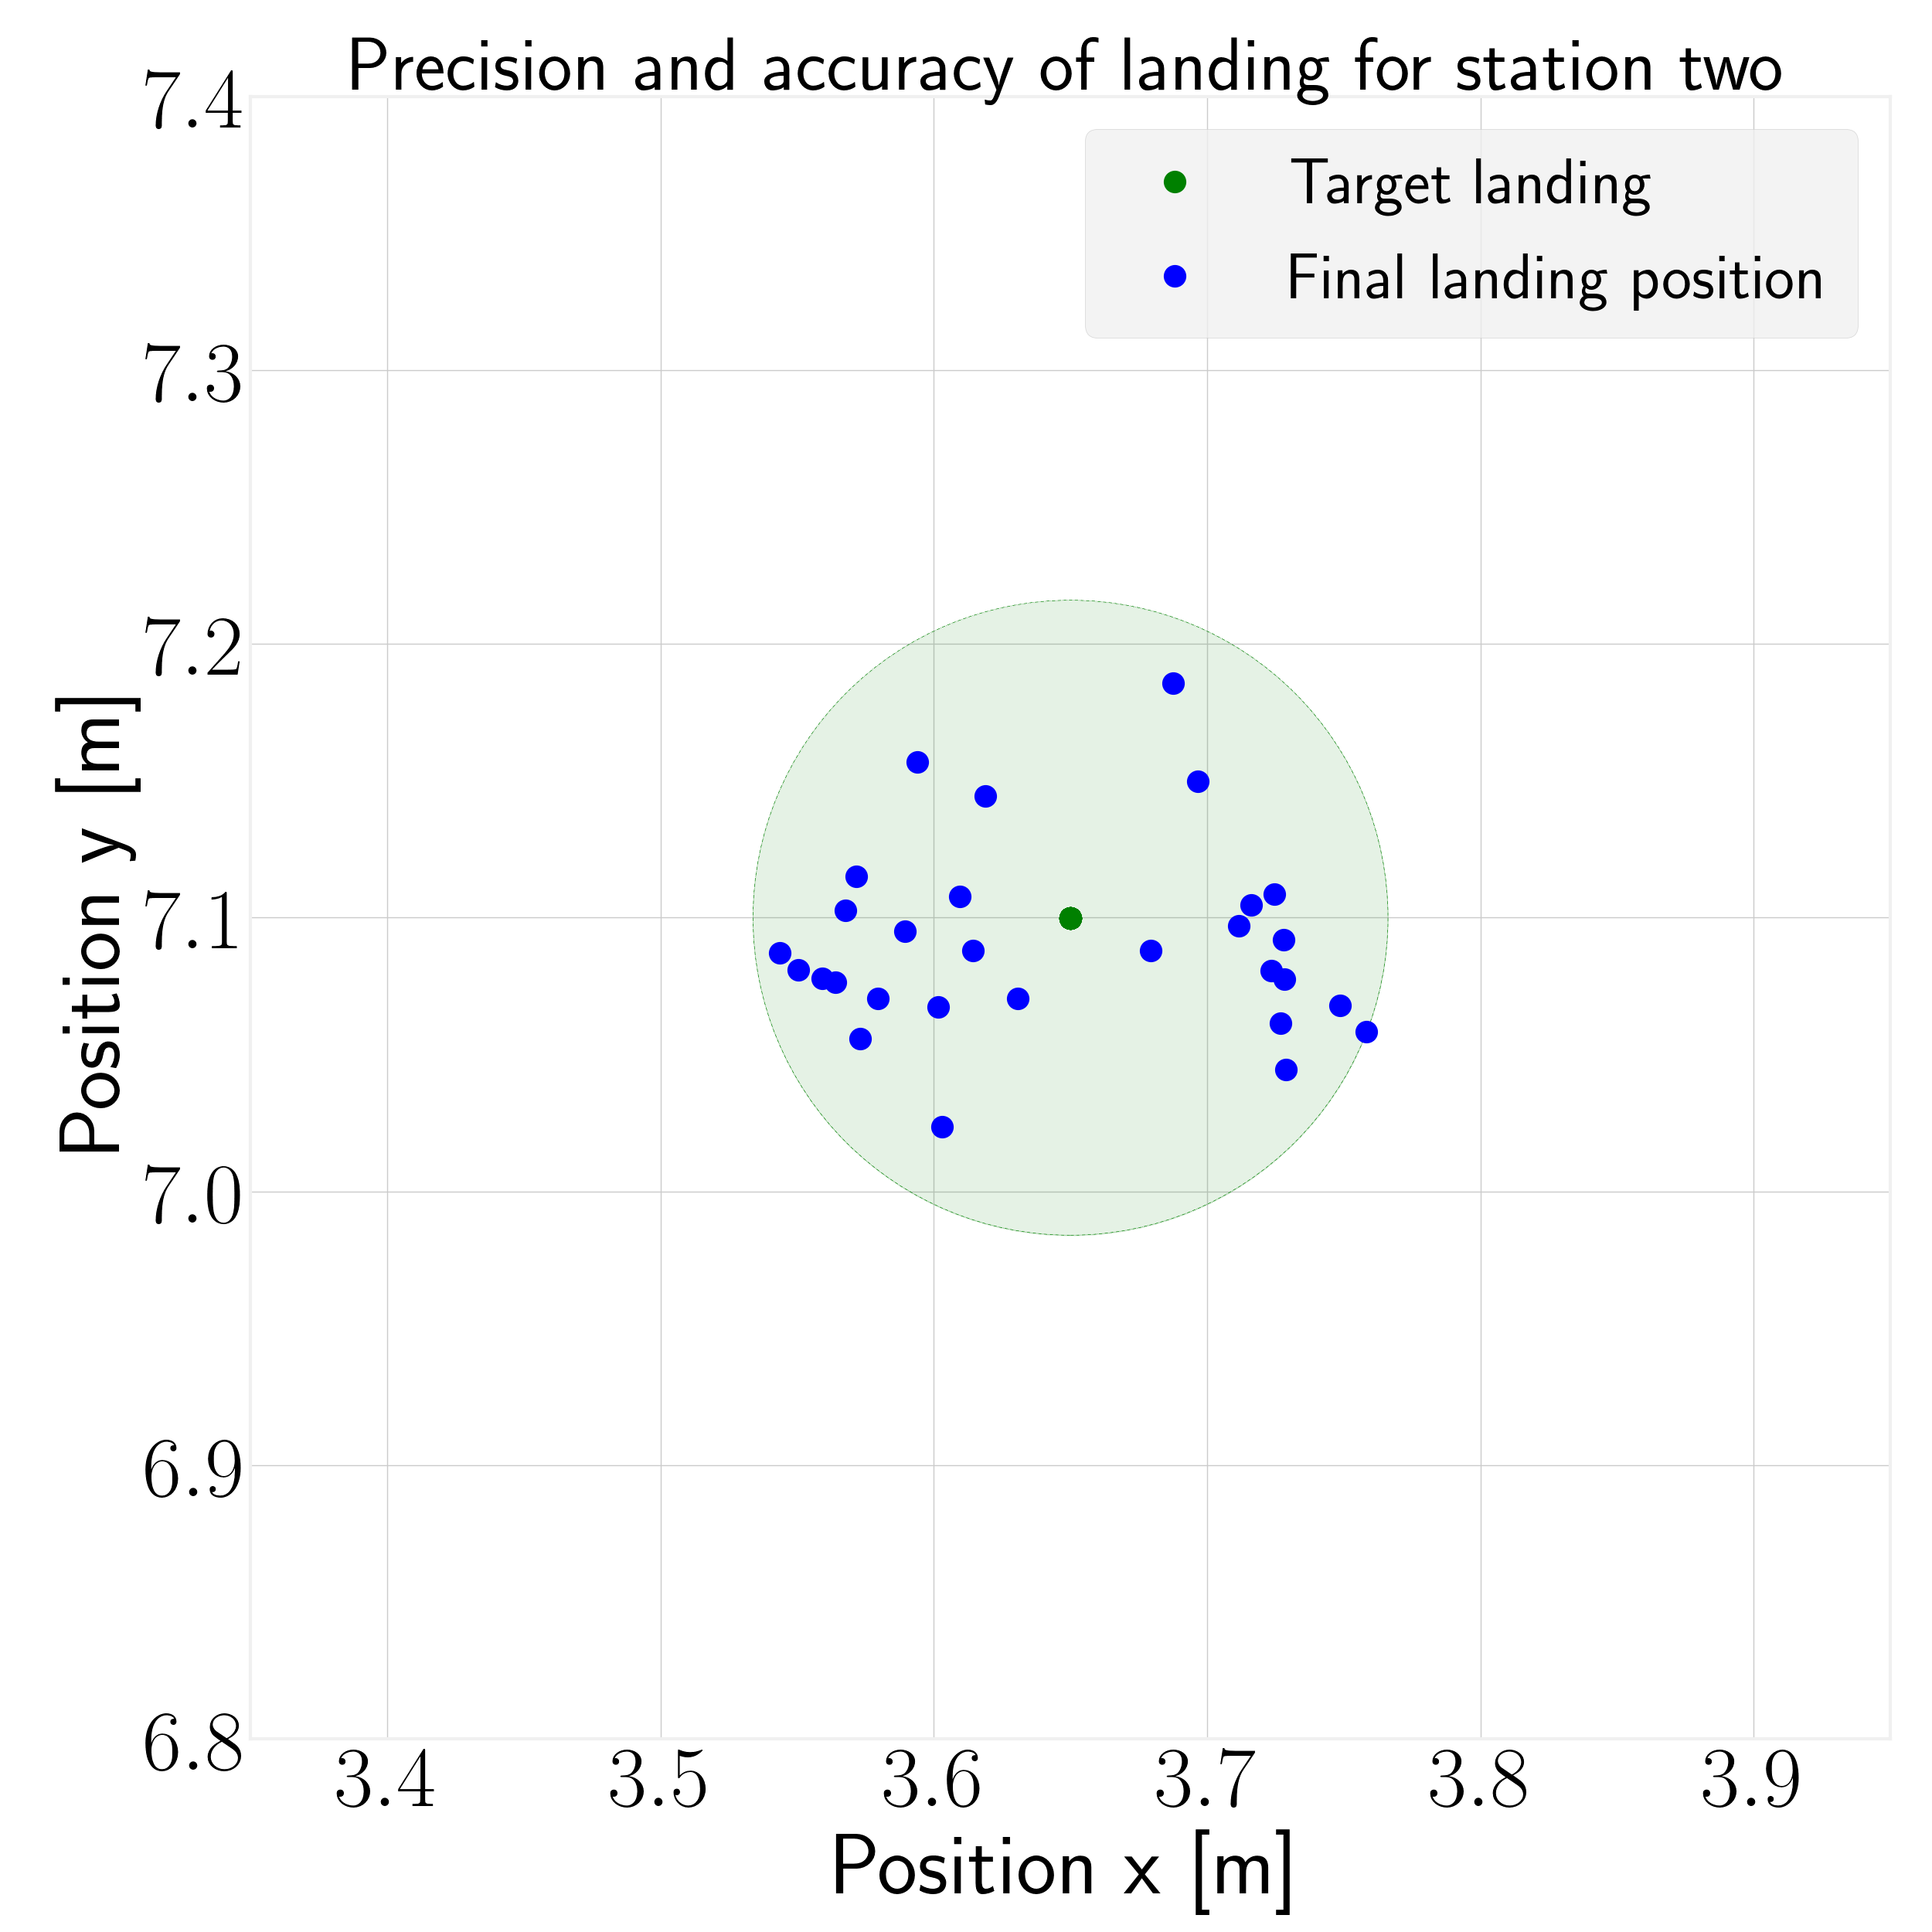 Precision and accuracy of landing for station two
Target landing
Final landing position
7.4
7.3
7.2
7.1
7.0
6.9
6.8
Position y [m]
3.4 3.5 3.6 3.7 3.8 3.9
Position x [m]